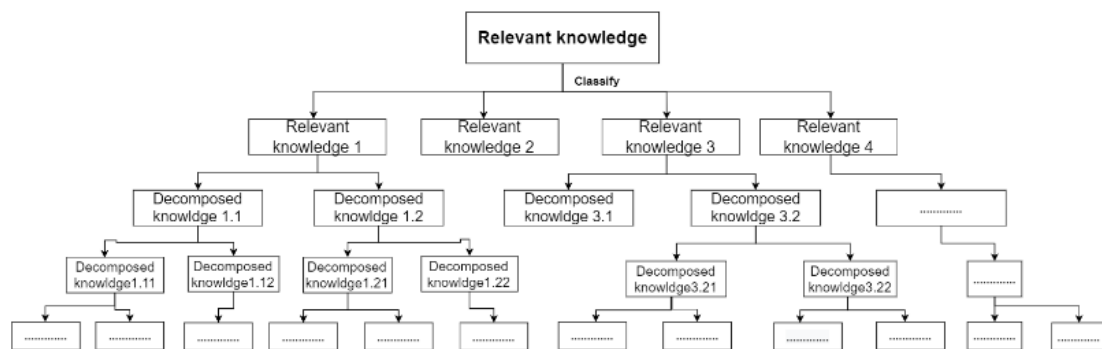 Relevant knowledge
Classify
Relevant
knowledge 1
Relevant
knowledge 2
Relevant
knowledge 3
Relevant
knowledge 4
Decomposed
knowldge 1.1
Decomposed
knowldge 1.2
Decomposed
knowldge 3.1
Decomposed
knowldge 3.2
.............
Decomposed
knowldge1.11
Decomposed
knowldge1.12
Decomposed
knowldge1.21
Decomposed
knowldge1.22
Decomposed
knowldge3.21
Decomposed
knowldge3.22
.............
.............
.............
.............
.............
.............
.............
.............
.............
.............
.............
.............
.............